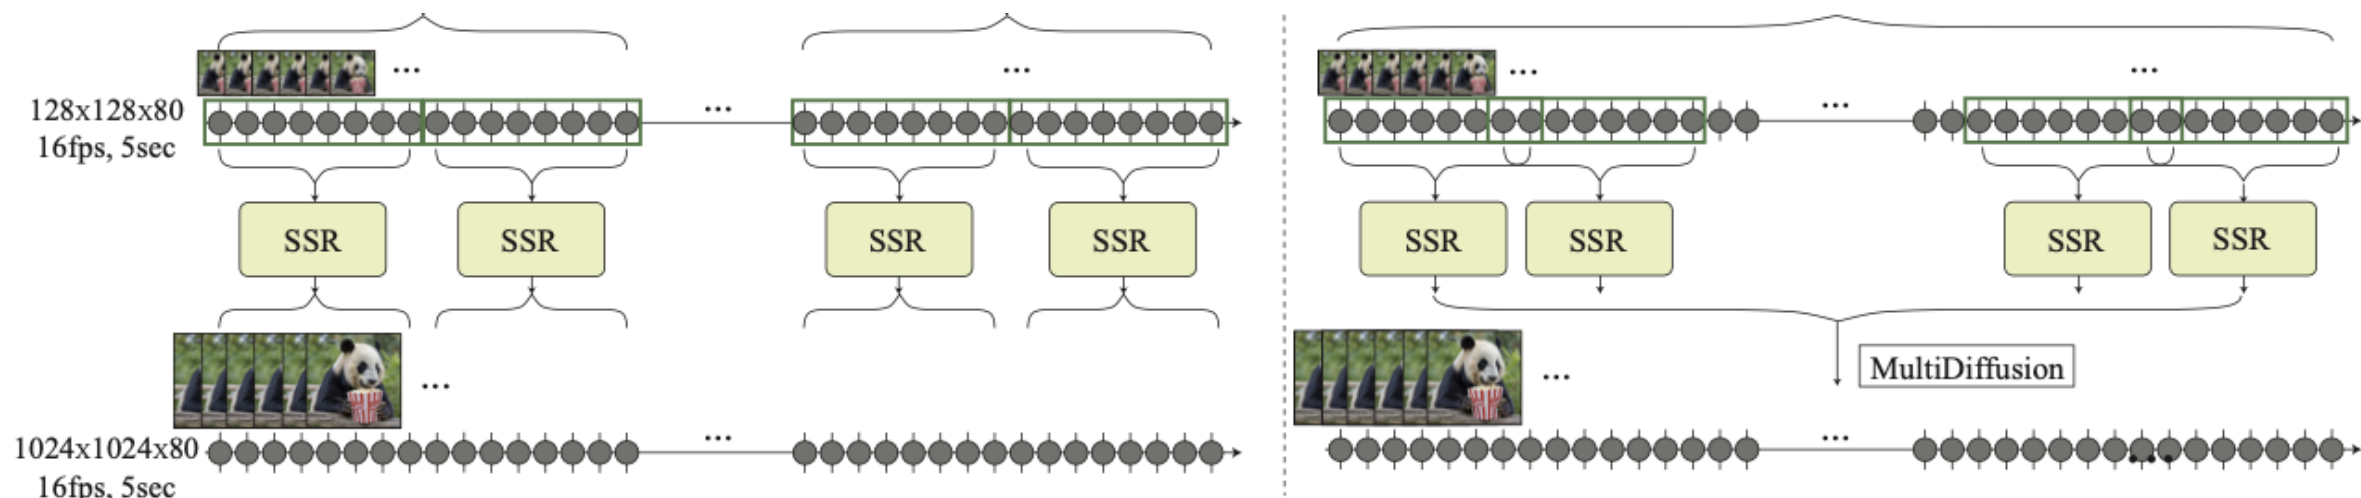 ...
...
...
...
128x128x80
16fps, 5sec
...
...
SSR
SSR
SSR
SSR
SSR
SSR
SSR
SSR
MultiDiffusion
...
...
1024x1024x80
16fps, 5sec
...
...